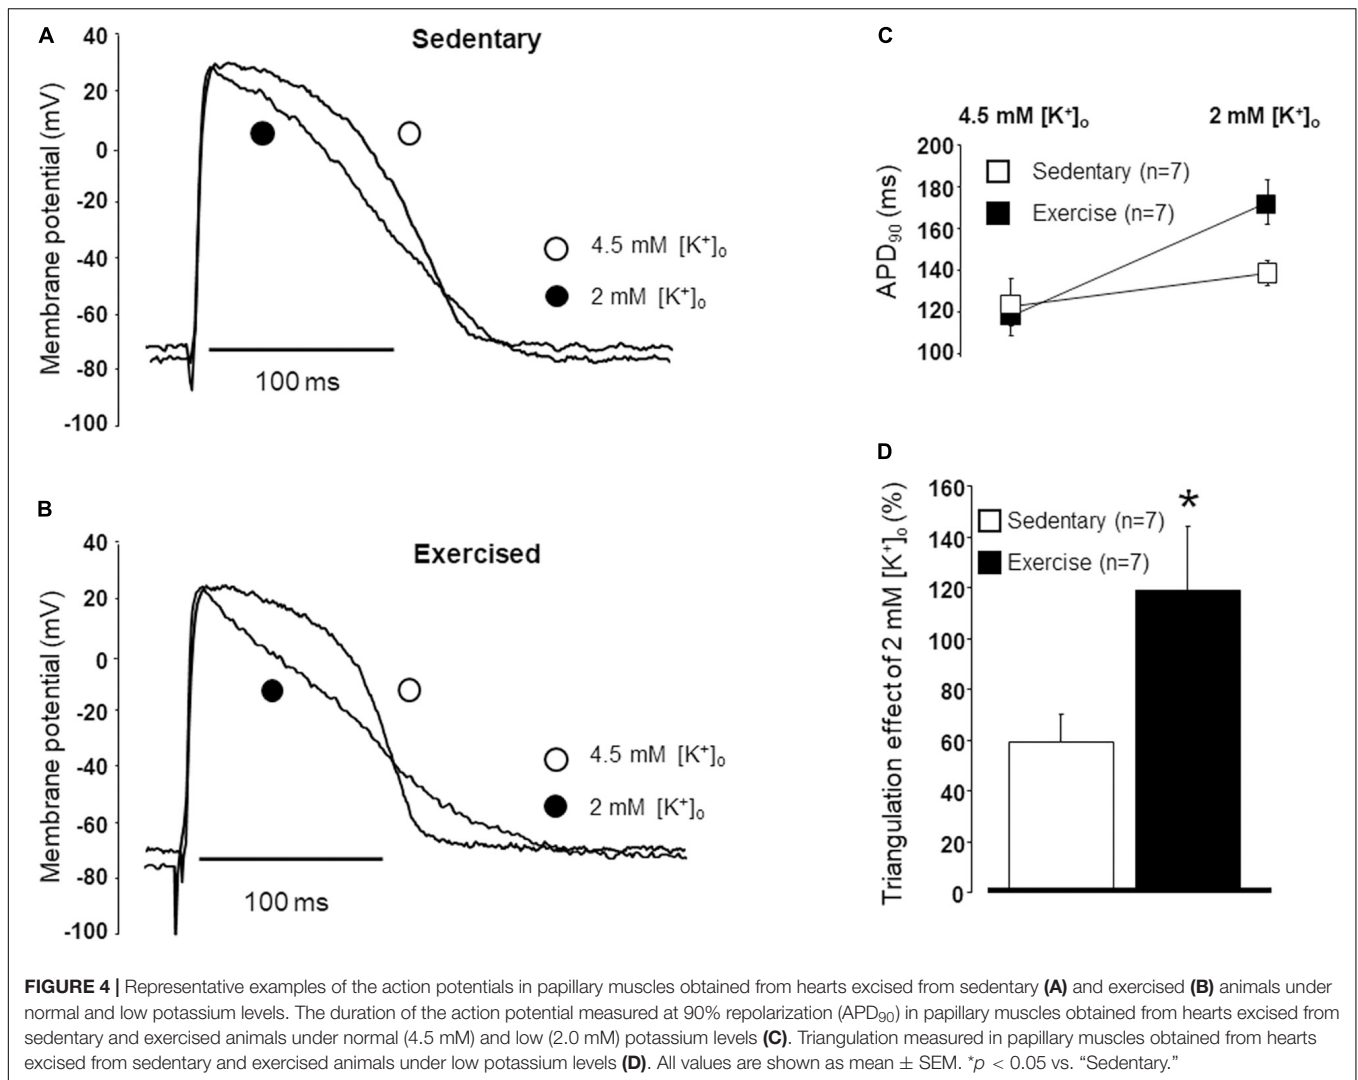 A
Sedentary
Membrane potential (mV)
40
20
0
-20
-40
-60
-80
-100
4.5 mM [K⁺]ₒ
2 mM [K⁺]ₒ
100 ms
B
Exercised
Membrane potential (mV)
40
20
0
-20
-40
-60
-80
-100
4.5 mM [K⁺]ₒ
2 mM [K⁺]ₒ
100 ms
C
4.5 mM [K⁺]ₒ 2 mM [K⁺]ₒ
APD₉₀ (ms)
200
180
160
140
120
100
Sedentary (n=7)
Exercise (n=7)
D
Triangulation effect of 2 mM [K⁺]ₒ (%)
160
140
120
100
80
60
40
20
0
Sedentary (n=7)
Exercise (n=7)
*
FIGURE 4 | Representative examples of the action potentials in papillary muscles obtained from hearts excised from sedentary (A) and exercised (B) animals under
normal and low potassium levels. The duration of the action potential measured at 90% repolarization (APD₉₀) in papillary muscles obtained from hearts excised from
sedentary and exercised animals under normal (4.5 mM) and low (2.0 mM) potassium levels (C). Triangulation measured in papillary muscles obtained from hearts
excised from sedentary and exercised animals under low potassium levels (D). All values are shown as mean ± SEM. *p < 0.05 vs. “Sedentary.”